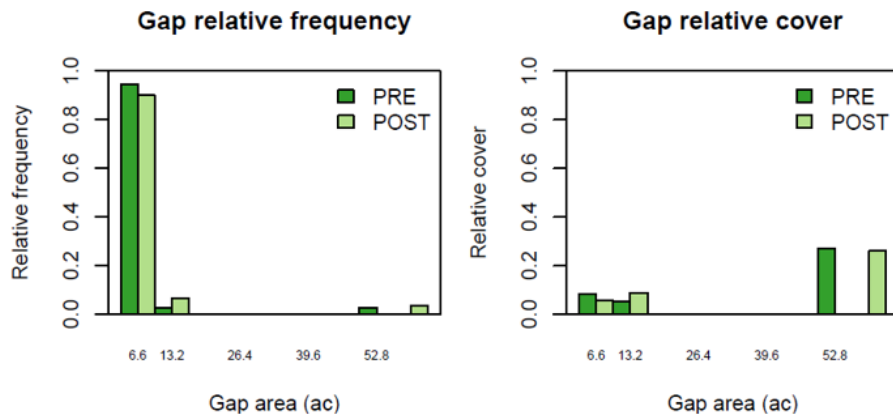 Gap relative frequency
Relative frequency
0.0 0.2 0.4 0.6 0.8 1.0
PRE
POST
6.6 13.2 26.4 39.6 52.8
Gap area (ac)
Gap relative cover
Relative cover
0.0 0.2 0.4 0.6 0.8 1.0
PRE
POST
6.6 13.2 26.4 39.6 52.8
Gap area (ac)